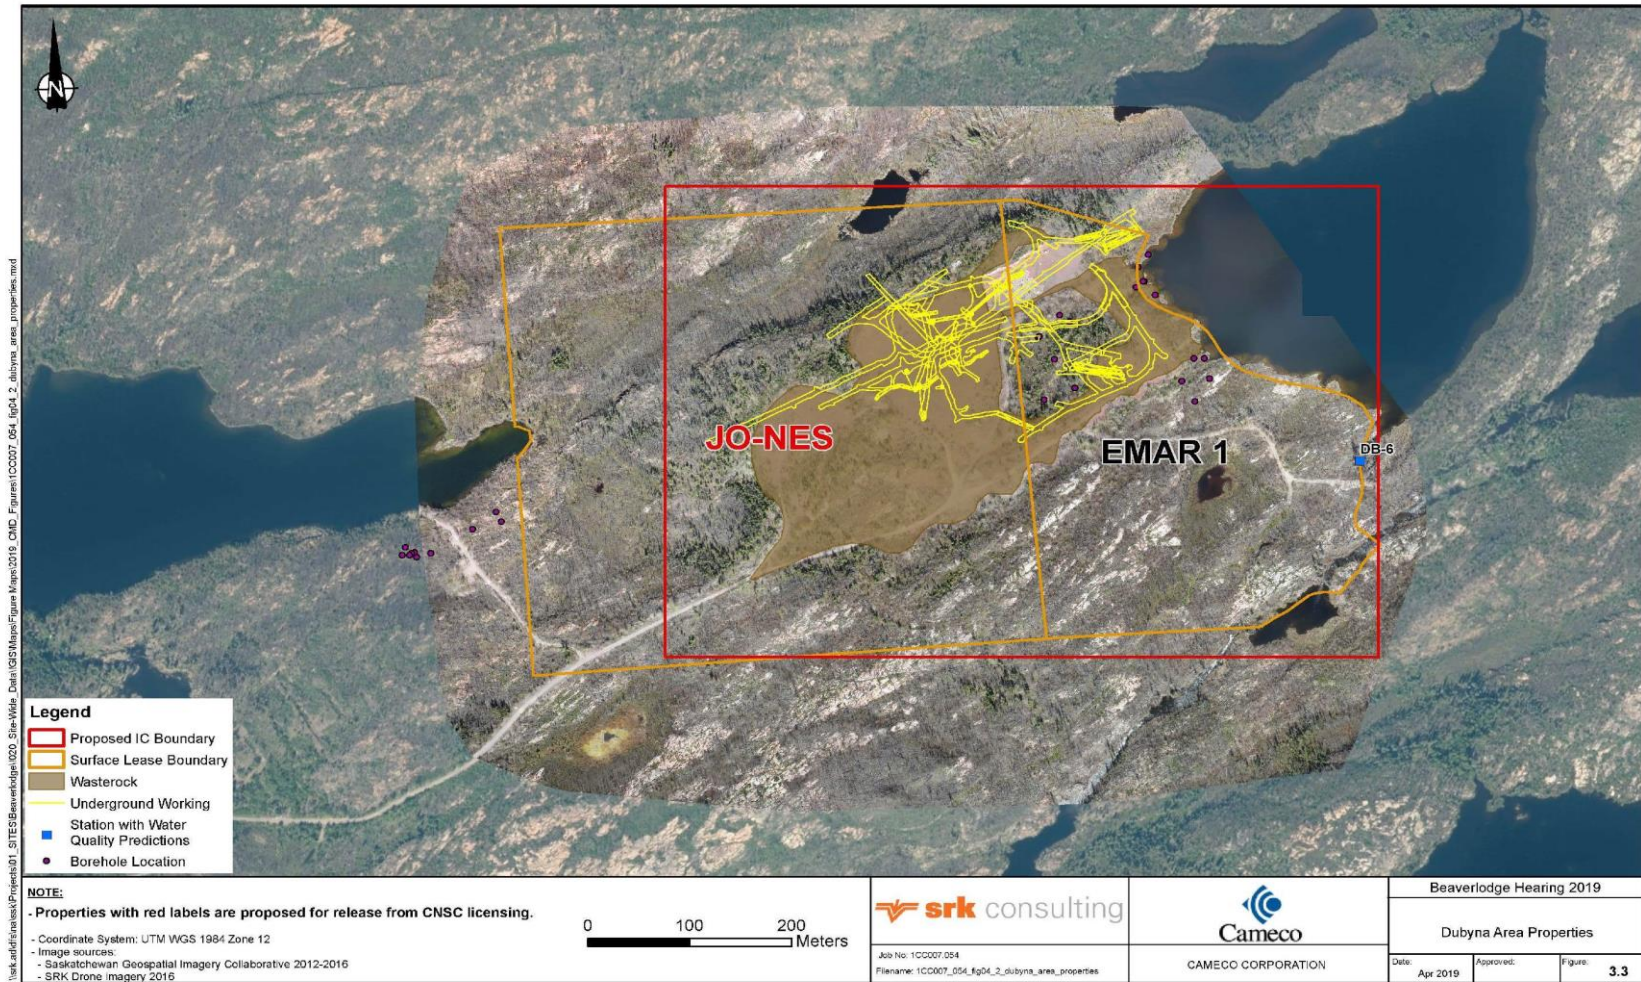 N
JO-NES
EMAR 1
DB-6
Legend
Proposed IC Boundary
Surface Lease Boundary
Wasterock
Underground Working
Station with Water
Quality Predictions
Borehole Location
NOTE:
- Properties with red labels are proposed for release from CNSC licensing.
- Coordinate System: UTM WGS 1984 Zone 12
- Image sources:
- Saskatchewan Geospatial Imagery Collaborative 2012-2016
- SRK Drone imagery 2016
0 100 200
Meters
srk consulting
Job No: 1CC007.054
Filename: 1CC007_054_fig04_2_dubyna_area_properties
Cameco
CAMECO CORPORATION
Beaverlodge Hearing 2019
Dubyna Area Properties
Date: Apr 2019
Approved:
Figure: 3.3